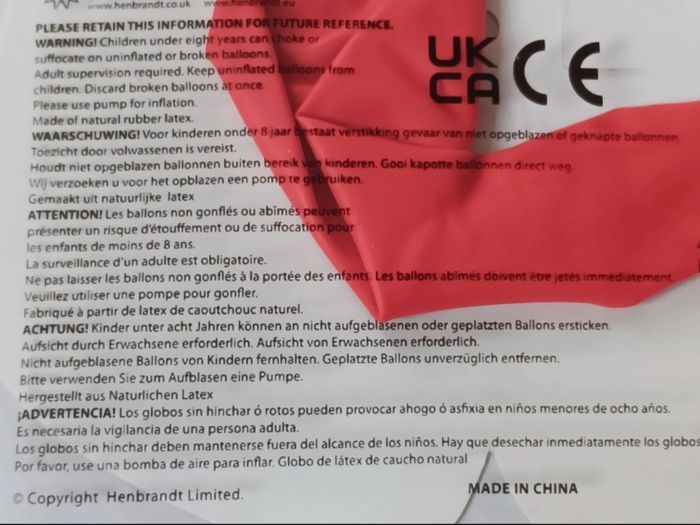 www.henbrandt.co.uk www.henbrandt.eu
PLEASE RETAIN THIS INFORMATION FOR FUTURE REFERENCE.
WARNING! Children under eight years can choke or
suffocate on uninflated or broken balloons.
Adult supervision required. Keep uninflated balloons from
children. Discard broken balloons at once.
Please use pump for inflation.
Made of natural rubber latex.
UK
CA CE
WAARSCHUWING! Voor kinderen onder 8 jaar bestaat verstikking gevaar van niet opgeblazen of geknapte ballonnen.
Toezicht door volwassenen is vereist.
Houdt niet opgeblazen ballonnen buiten bereik van kinderen. Gooi kapotte ballonnen direct weg.
Wij verzoeken u voor het opblazen een pomp te gebruiken.
Gemaakt uit natuurlijke latex
ATTENTION! Les ballons non gonflés ou abîmés peuvent
présenter un risque d'étouffement ou de suffocation pour
les enfants de moins de 8 ans.
La surveillance d'un adulte est obligatoire.
Ne pas laisser les ballons non gonflés à la portée des enfants. Les ballons abîmés doivent être jetés immédiatement.
Veuillez utiliser une pompe pour gonfler.
Fabriqué à partir de latex de caoutchouc naturel.
ACHTUNG! Kinder unter acht Jahren können an nicht aufgeblasenen oder geplatzten Ballons ersticken.
Aufsicht durch Erwachsene erforderlich. Aufsicht von Erwachsenen erforderlich.
Nicht aufgeblasene Ballons von Kindern fernhalten. Geplatzte Ballons unverzüglich entfernen.
Bitte verwenden Sie zum Aufblasen eine Pumpe.
Hergestellt aus Naturlichen Latex
¡ADVERTENCIA! Los globos sin hinchar ó rotos pueden provocar ahogo ó asfixia en niños menores de ocho años.
Es necesaria la vigilancia de una persona adulta.
Los globos sin hinchar deben mantenerse fuera del alcance de los niños. Hay que desechar inmediatamente los globos
Por favor, use una bomba de aire para inflar. Globo de látex de caucho natural
© Copyright Henbrandt Limited.
MADE IN CHINA